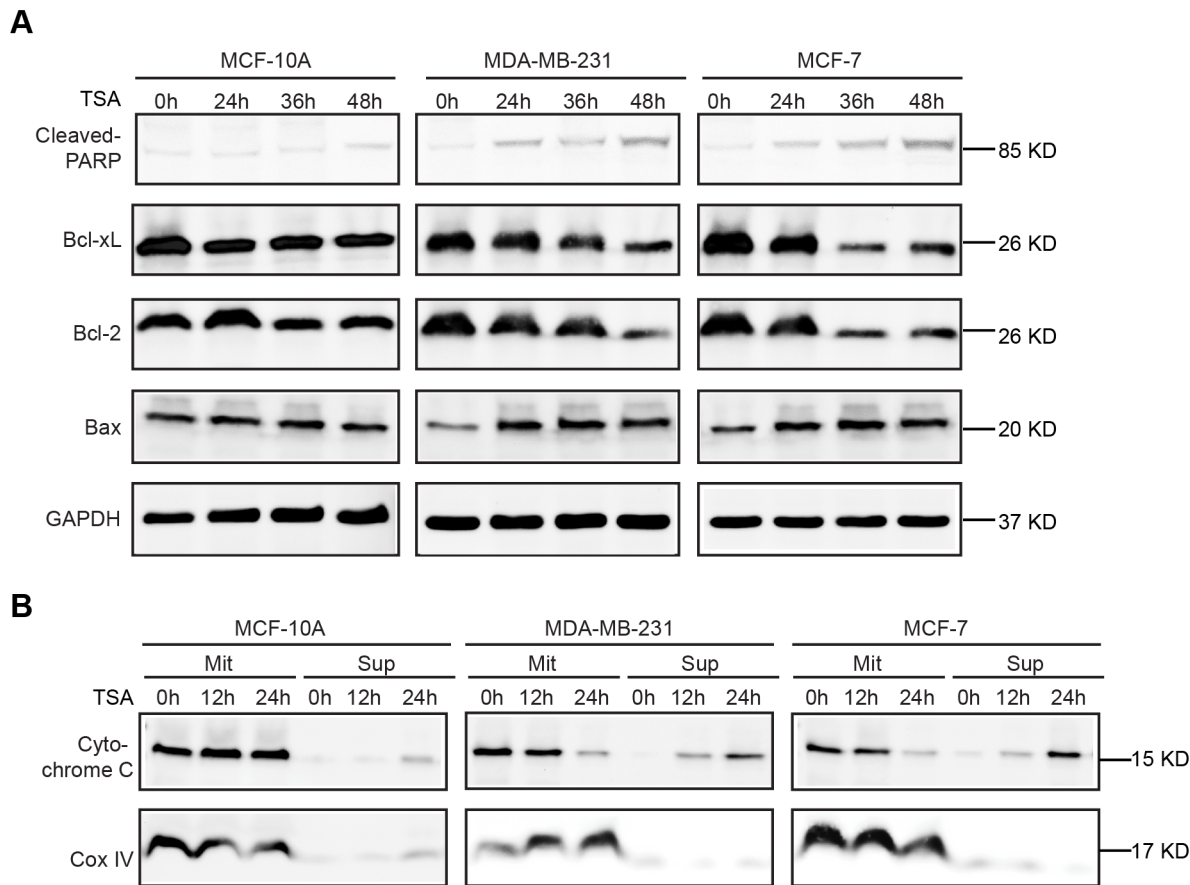 A
MCF-10A MDA-MB-231 MCF-7
TSA 0h 24h 36h 48h 0h 24h 36h 48h 0h 24h 36h 48h
Cleaved-
PARP
85 KD
Bcl-xL 26 KD
Bcl-2 26 KD
Bax 20 KD
GAPDH 37 KD
B
MCF-10A MDA-MB-231 MCF-7
Mit Sup Mit Sup Mit Sup
TSA 0h 12h 24h 0h 12h 24h 0h 12h 24h 0h 12h 24h 0h 12h 24h 0h 12h 24h
Cyto-
chrome C
15 KD
Cox IV 17 KD